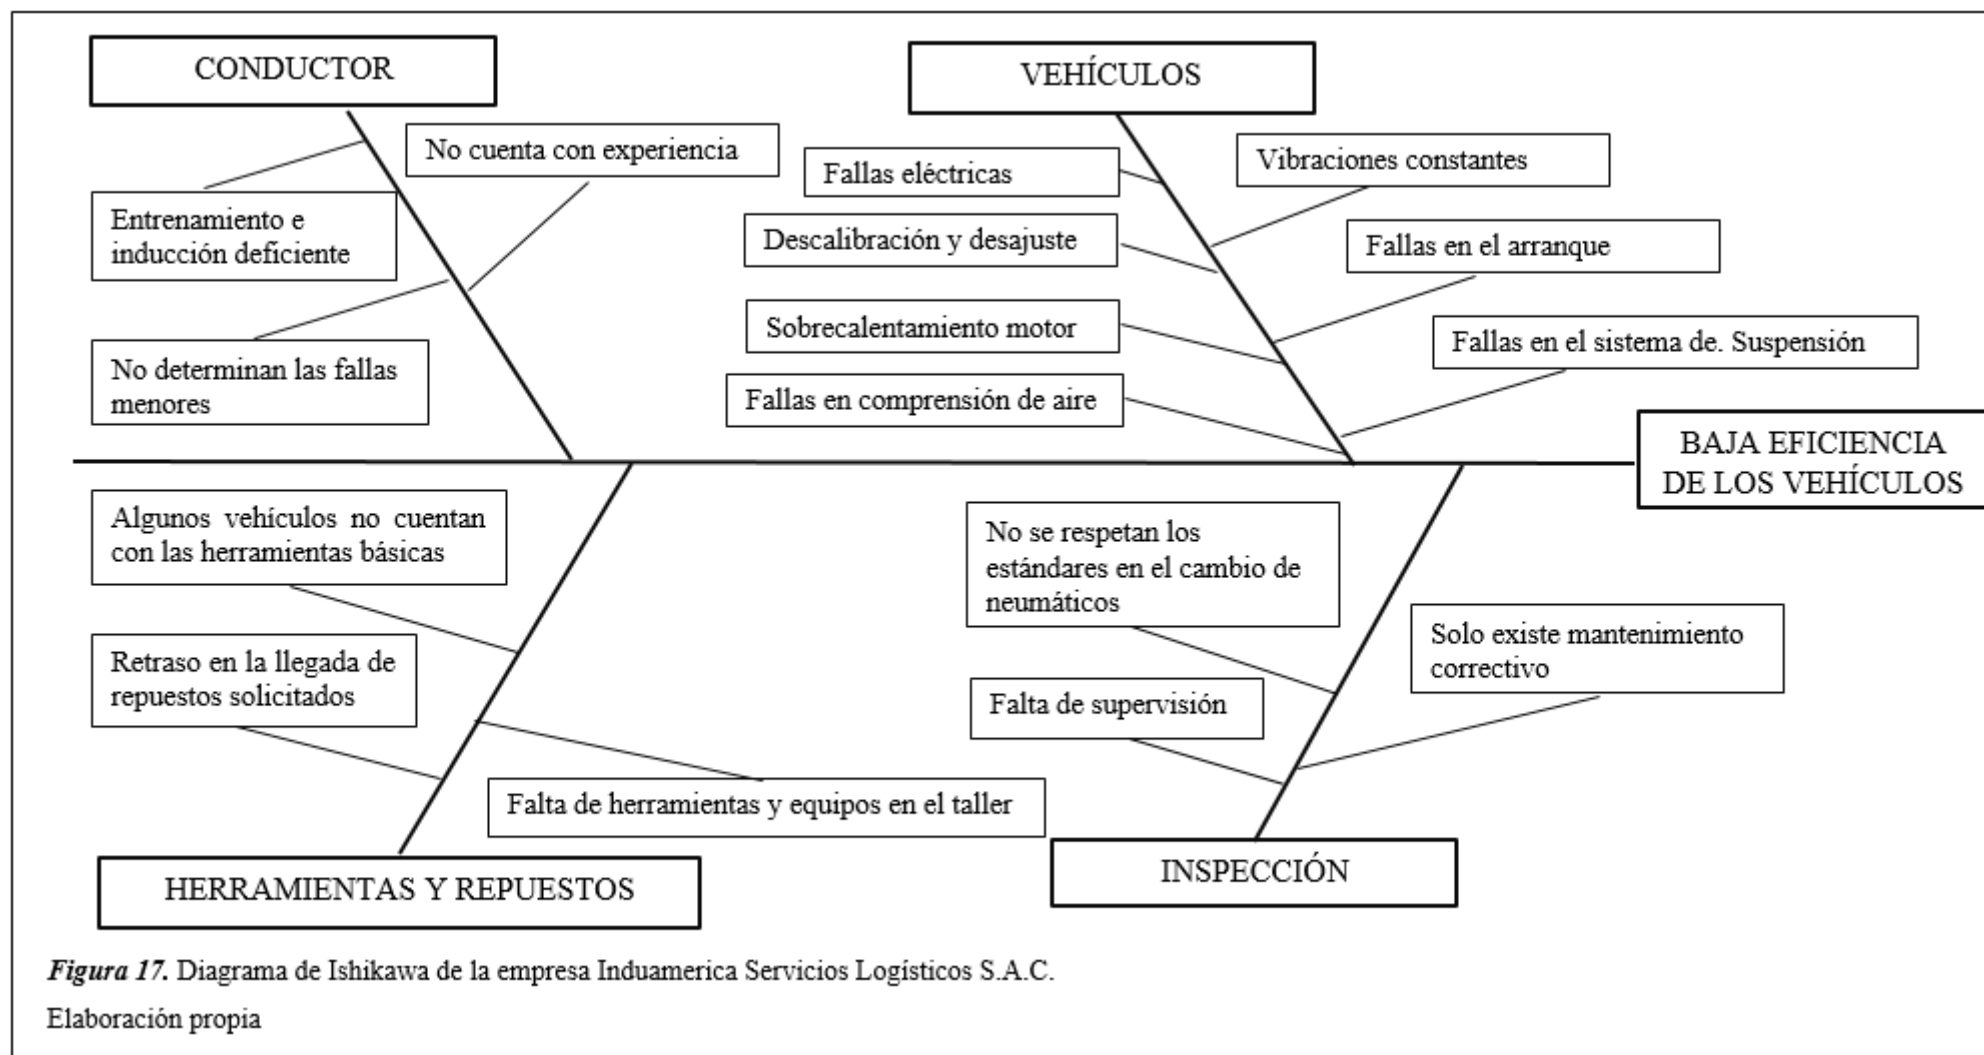 CONDUCTOR
VEHÍCULOS
No cuenta con experiencia
Entrenamiento e
inducción deficiente
No determinan las fallas
menores
Fallas eléctricas
Vibraciones constantes
Descalibración y desajuste
Fallas en el arranque
Sobrecalentamiento motor
Fallas en el sistema de. Suspensión
Fallas en comprensión de aire
BAJA EFICIENCIA
DE LOS VEHÍCULOS
Algunos vehículos no cuentan
con las herramientas básicas
Retraso en la llegada de
repuestos solicitados
Falta de herramientas y equipos en el taller
No se respetan los
estándares en el cambio de
neumáticos
Solo existe mantenimiento
correctivo
Falta de supervisión
HERRAMIENTAS Y REPUESTOS
INSPECCIÓN
Figura 17. Diagrama de Ishikawa de la empresa Induamerica Servicios Logísticos S.A.C.
Elaboración propia